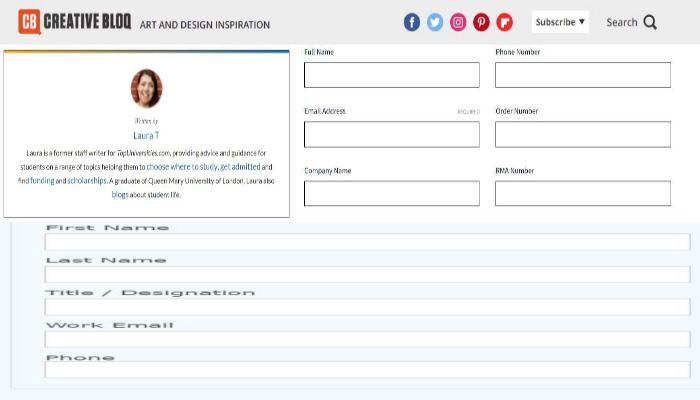 CB CREATIVE BLOQ ART AND DESIGN INSPIRATION
Subscribe ▼ Search
Written by
Laura T
Laura is a former staff writer for TopUniversities.com, providing advice and guidance for
students on a range of topics helping them to choose where to study, get admitted and
find funding and scholarships. A graduate of Queen Mary University of London, Laura also
blogs about student life.
Full Name
Phone Number
Email Address REQUIRED
Order Number
Company Name
RMA Number
First Name
Last Name
Title / Designation
Work Email
Phone